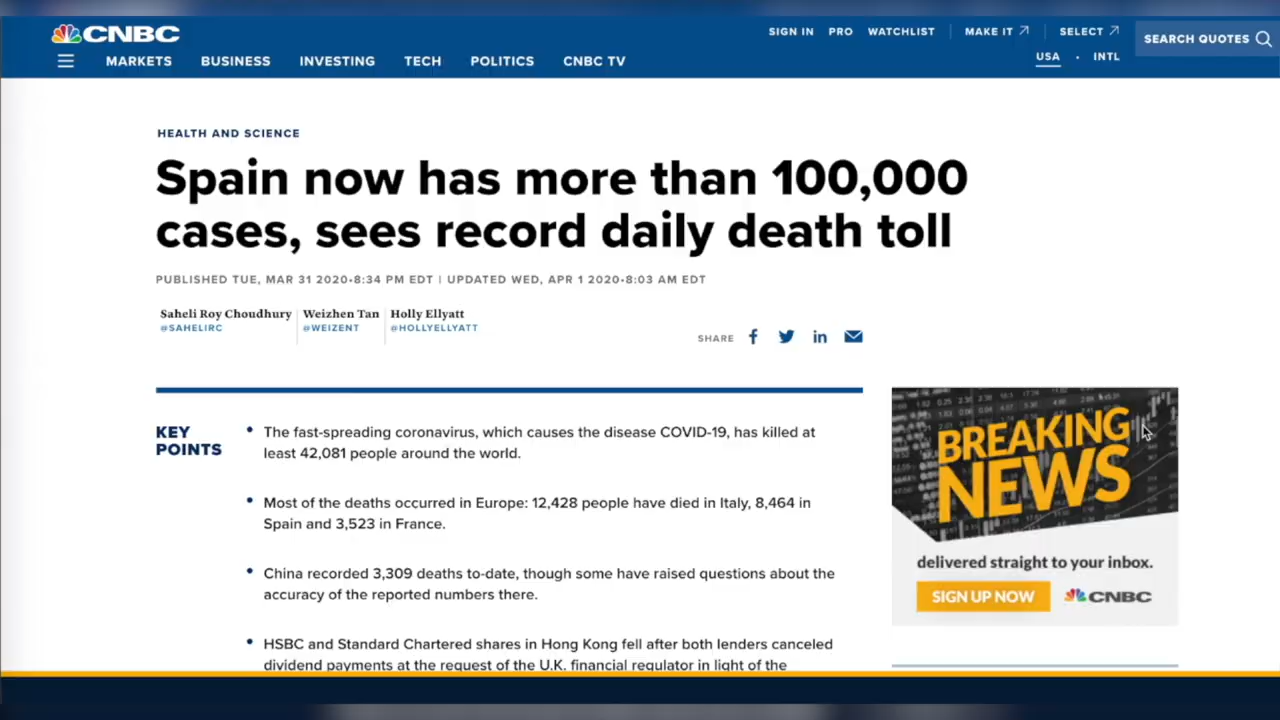 CNBC
SIGN IN PRO WATCHLIST MAKE IT SELECT
SEARCH QUOTES
USA · INTL
MARKETS BUSINESS INVESTING TECH POLITICS CNBC TV
HEALTH AND SCIENCE
Spain now has more than 100,000
cases, sees record daily death toll
PUBLISHED TUE, MAR 31 2020•8:34 PM EDT | UPDATED WED, APR 1 2020•8:03 AM EDT
Saheli Roy Choudhury Weizhen Tan Holly Ellyatt
@SAHELIRC @WEIZENT @HOLLYELLYATT
SHARE
KEY
POINTS
• The fast-spreading coronavirus, which causes the disease COVID-19, has killed at
least 42,081 people around the world.
• Most of the deaths occurred in Europe: 12,428 people have died in Italy, 8,464 in
Spain and 3,523 in France.
• China recorded 3,309 deaths to-date, though some have raised questions about the
accuracy of the reported numbers there.
• HSBC and Standard Chartered shares in Hong Kong fell after both lenders canceled
dividend payments at the request of the U.K. financial regulator in light of the
BREAKING
NEWS
delivered straight to your inbox.
SIGN UP NOW CNBC